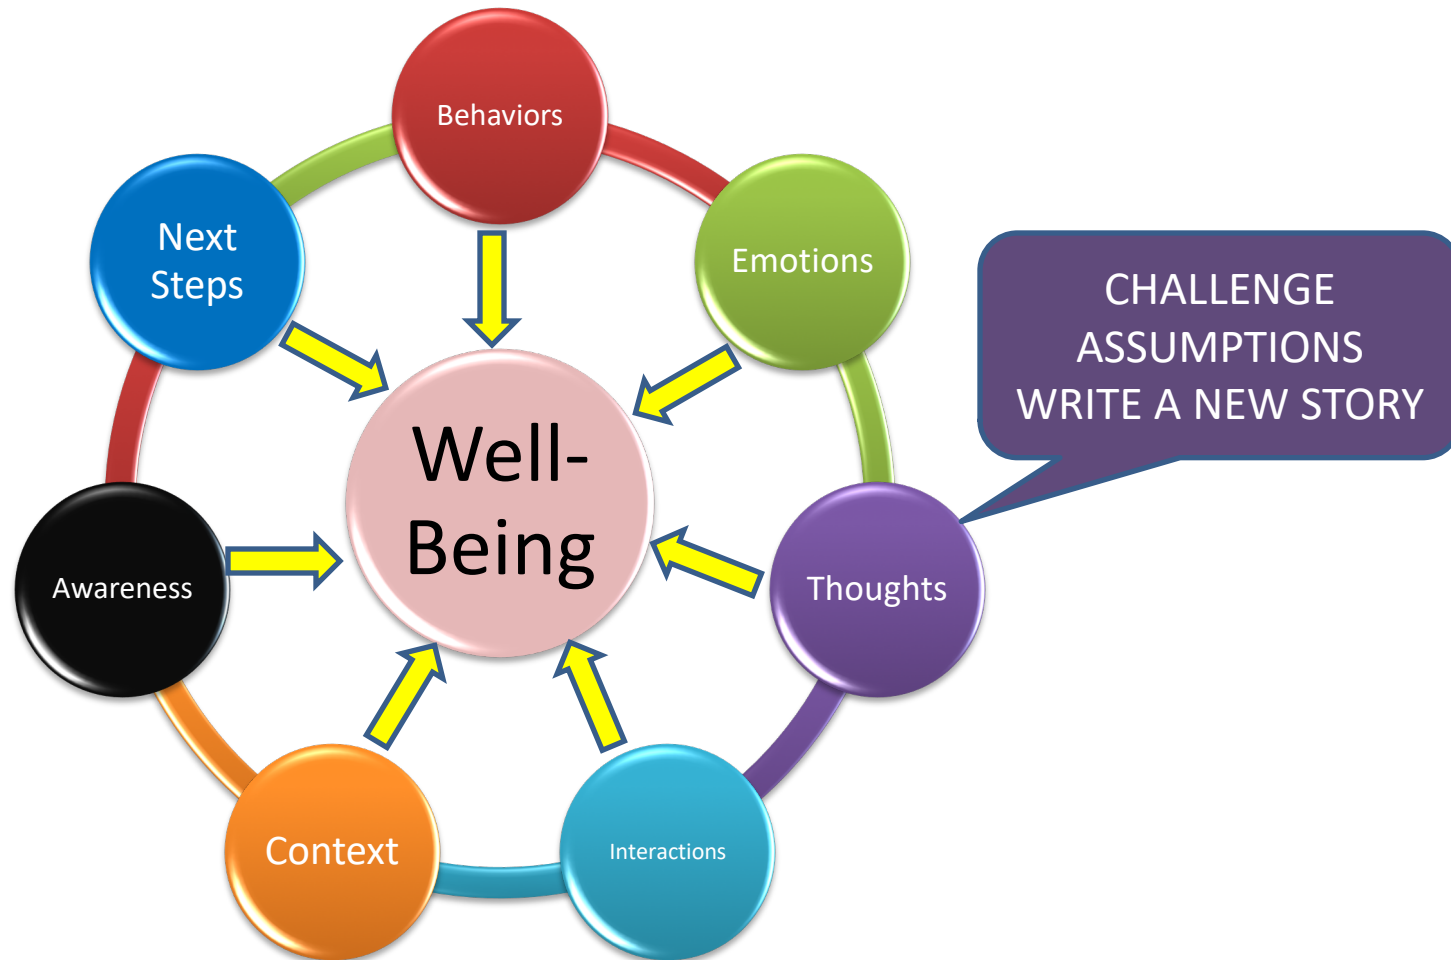 Behaviors
Emotions
Next
Steps
CHALLENGE
ASSUMPTIONS
WRITE A NEW STORY
Well-
Being
Thoughts
Awareness
Context
Interactions